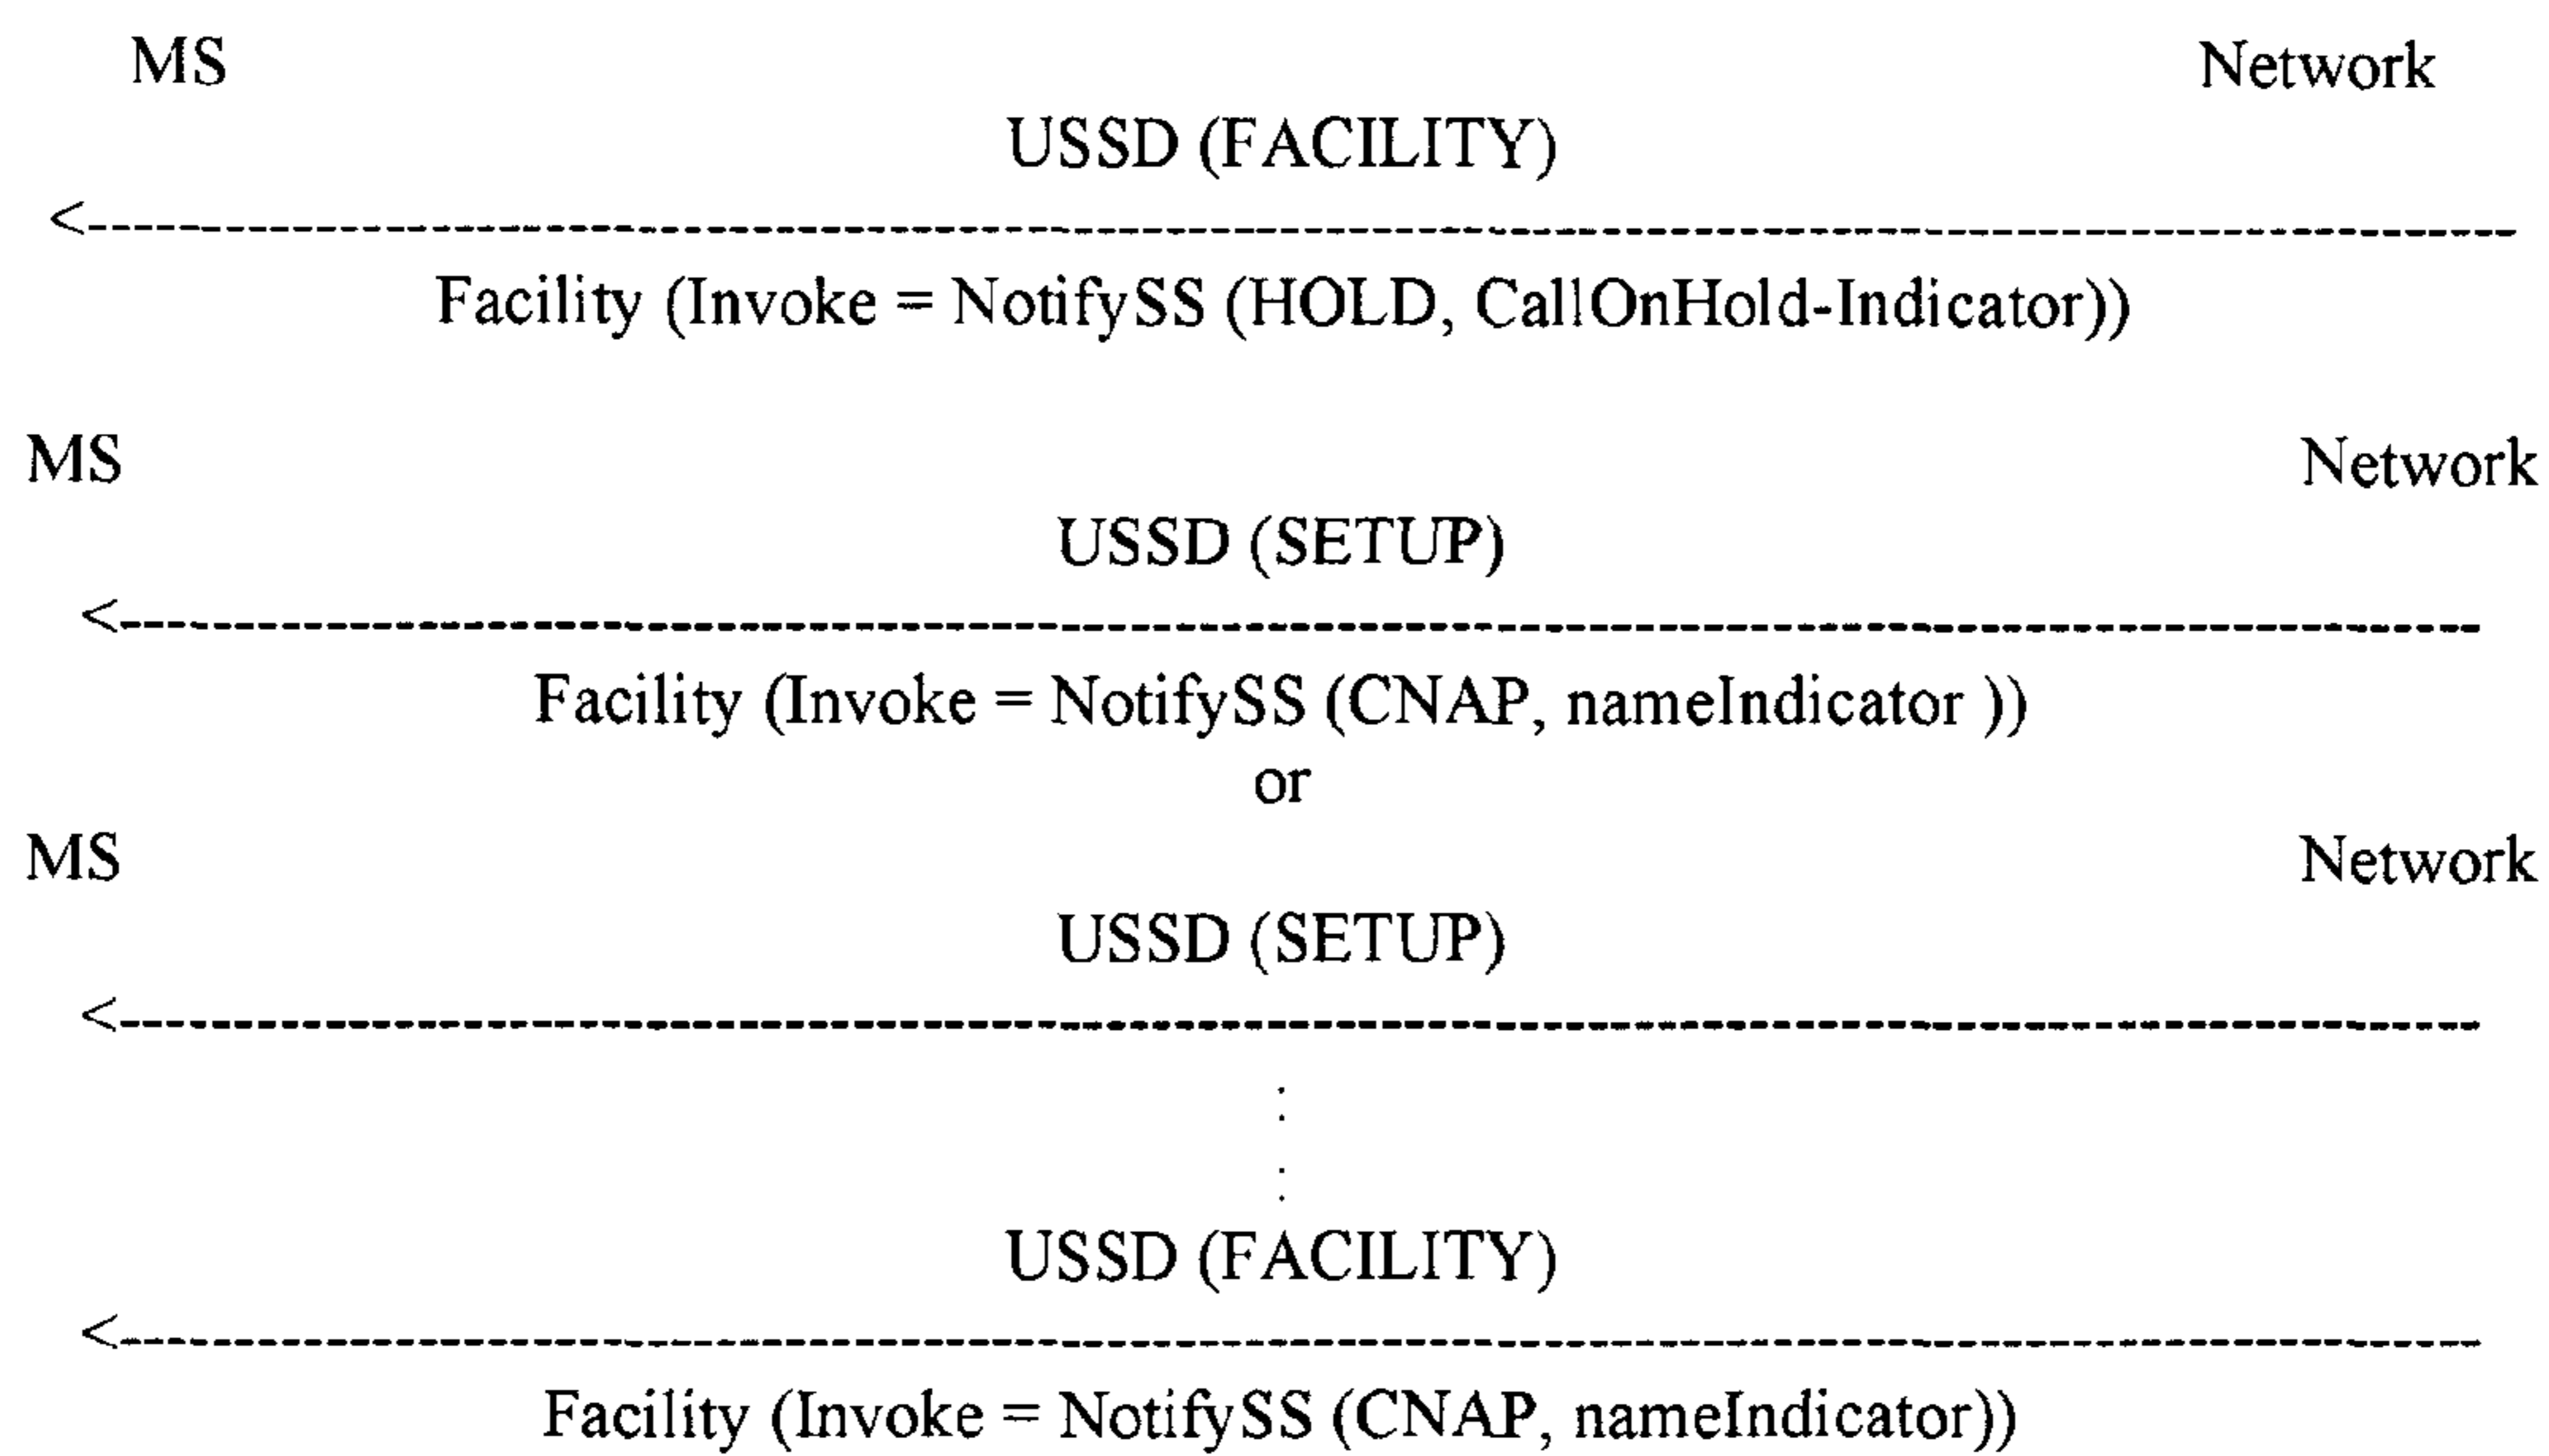 MS Network
USSD (FACILITY)
<--------------------------------------------------
Facility (Invoke = NotifySS (HOLD, CallOnHold-Indicator))
MS Network
USSD (SETUP)
<--------------------------------------------------
Facility (Invoke = NotifySS (CNAP, nameIndicator ))
or
MS Network
USSD (SETUP)
<--------------------------------------------------
:
:
USSD (FACILITY)
<--------------------------------------------------
Facility (Invoke = NotifySS (CNAP, nameIndicator))